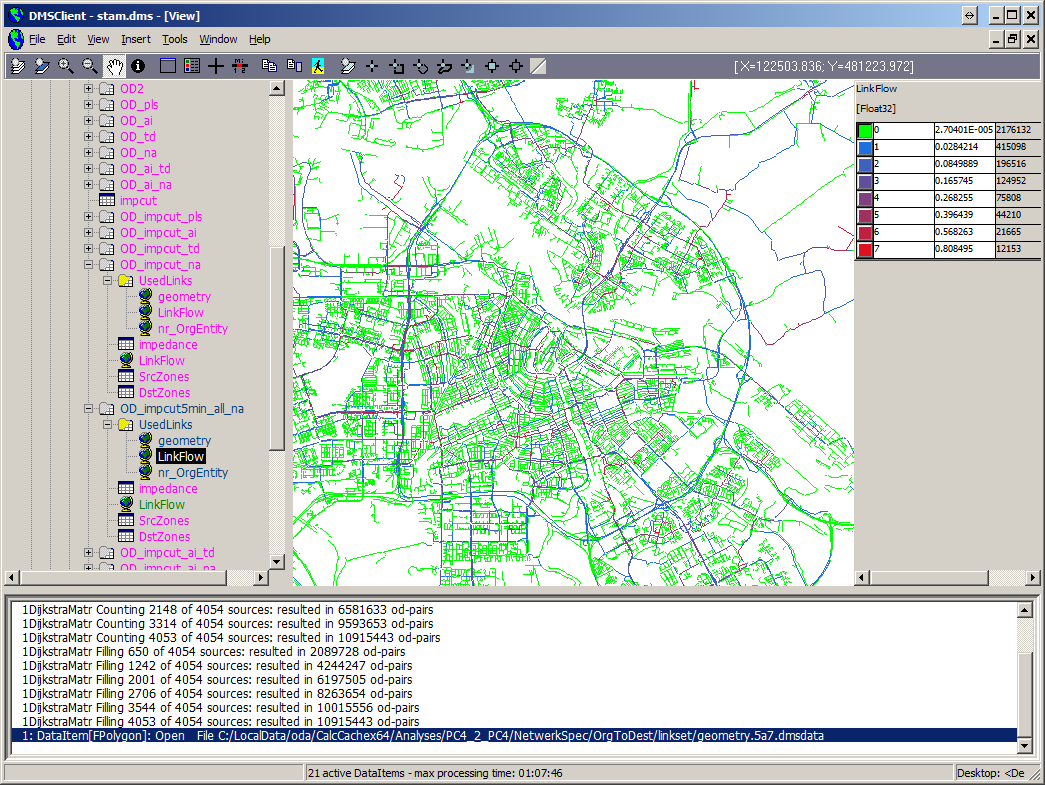 DMSClient - stam.dms - [View]
File Edit View Insert Tools Window Help
[X=122503.836; Y=481223.972]
OD2
OD_pls
OD_ai
OD_td
OD_na
OD_ai_td
OD_ai_na
impcut
OD_impcut_pls
OD_impcut_ai
OD_impcut_td
OD_impcut_na
UsedLinks
geometry
LinkFlow
nr_OrgEntity
impedance
LinkFlow
SrcZones
DstZones
OD_impcut5min_all_na
UsedLinks
geometry
LinkFlow
nr_OrgEntity
impedance
LinkFlow
SrcZones
DstZones
OD_impcut_ai_td
OD_impcut_ai_na
LinkFlow
[Float32]
0 2.70401E-005 2176132
1 0.0284214 415098
2 0.0849889 196516
3 0.165745 124952
4 0.268255 75808
5 0.396439 44210
6 0.568263 21665
7 0.808495 12153
1DijkstraMatr Counting 2148 of 4054 sources: resulted in 6581633 od-pairs
1DijkstraMatr Counting 3314 of 4054 sources: resulted in 9593653 od-pairs
1DijkstraMatr Counting 4053 of 4054 sources: resulted in 10915443 od-pairs
1DijkstraMatr Filling 650 of 4054 sources: resulted in 2089728 od-pairs
1DijkstraMatr Filling 1242 of 4054 sources: resulted in 4244247 od-pairs
1DijkstraMatr Filling 2001 of 4054 sources: resulted in 6197505 od-pairs
1DijkstraMatr Filling 2706 of 4054 sources: resulted in 8263654 od-pairs
1DijkstraMatr Filling 3544 of 4054 sources: resulted in 10015556 od-pairs
1DijkstraMatr Filling 4053 of 4054 sources: resulted in 10915443 od-pairs
1: DataItem[FPolygon]: Open File C:/LocalData/oda/CalcCachex64/Analyses/PC4_2_PC4/NetwerkSpec/OrgToDest/linkset/geometry.5a7.dmsdata
21 active DataItems - max processing time: 01:07:46
Desktop: <De